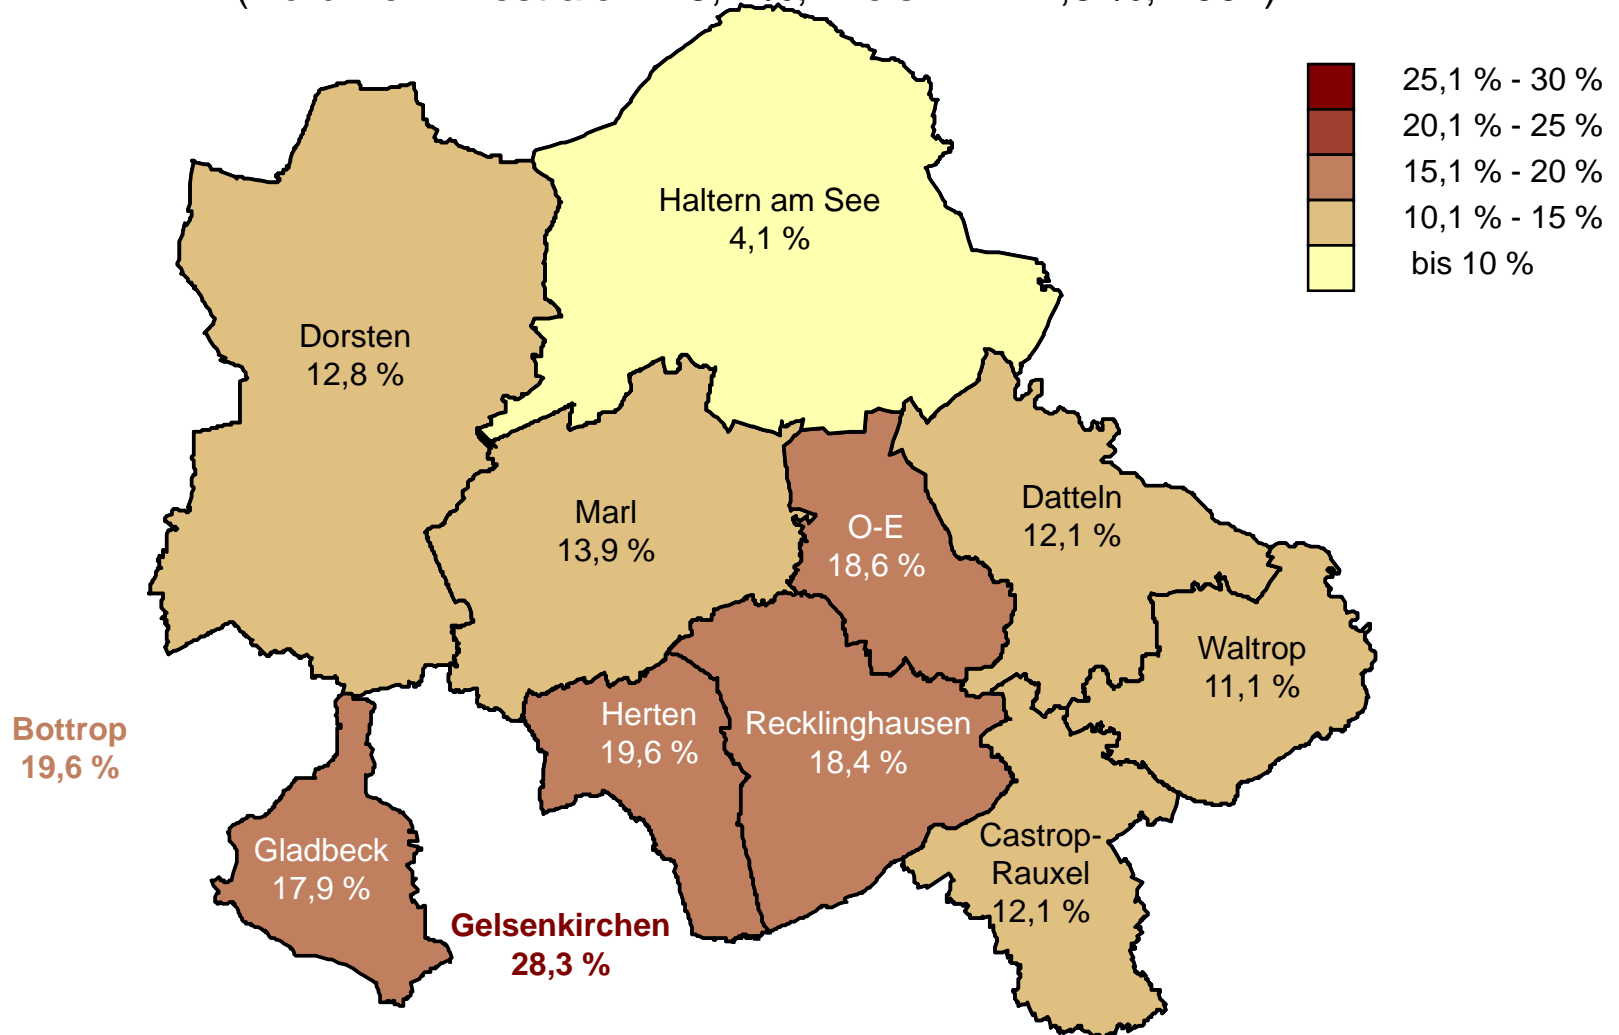 25,1 % - 30 %
20,1 % - 25 %
15,1 % - 20 %
10,1 % - 15 %
bis 10 %
Haltern am See
4,1 %
Dorsten
12,8 %
Marl
13,9 %
O-E
18,6 %
Datteln
12,1 %
Waltrop
11,1 %
Herten
19,6 %
Recklinghausen
18,4 %
Bottrop
19,6 %
Gladbeck
17,9 %
Castrop-
Rauxel
12,1 %
Gelsenkirchen
28,3 %